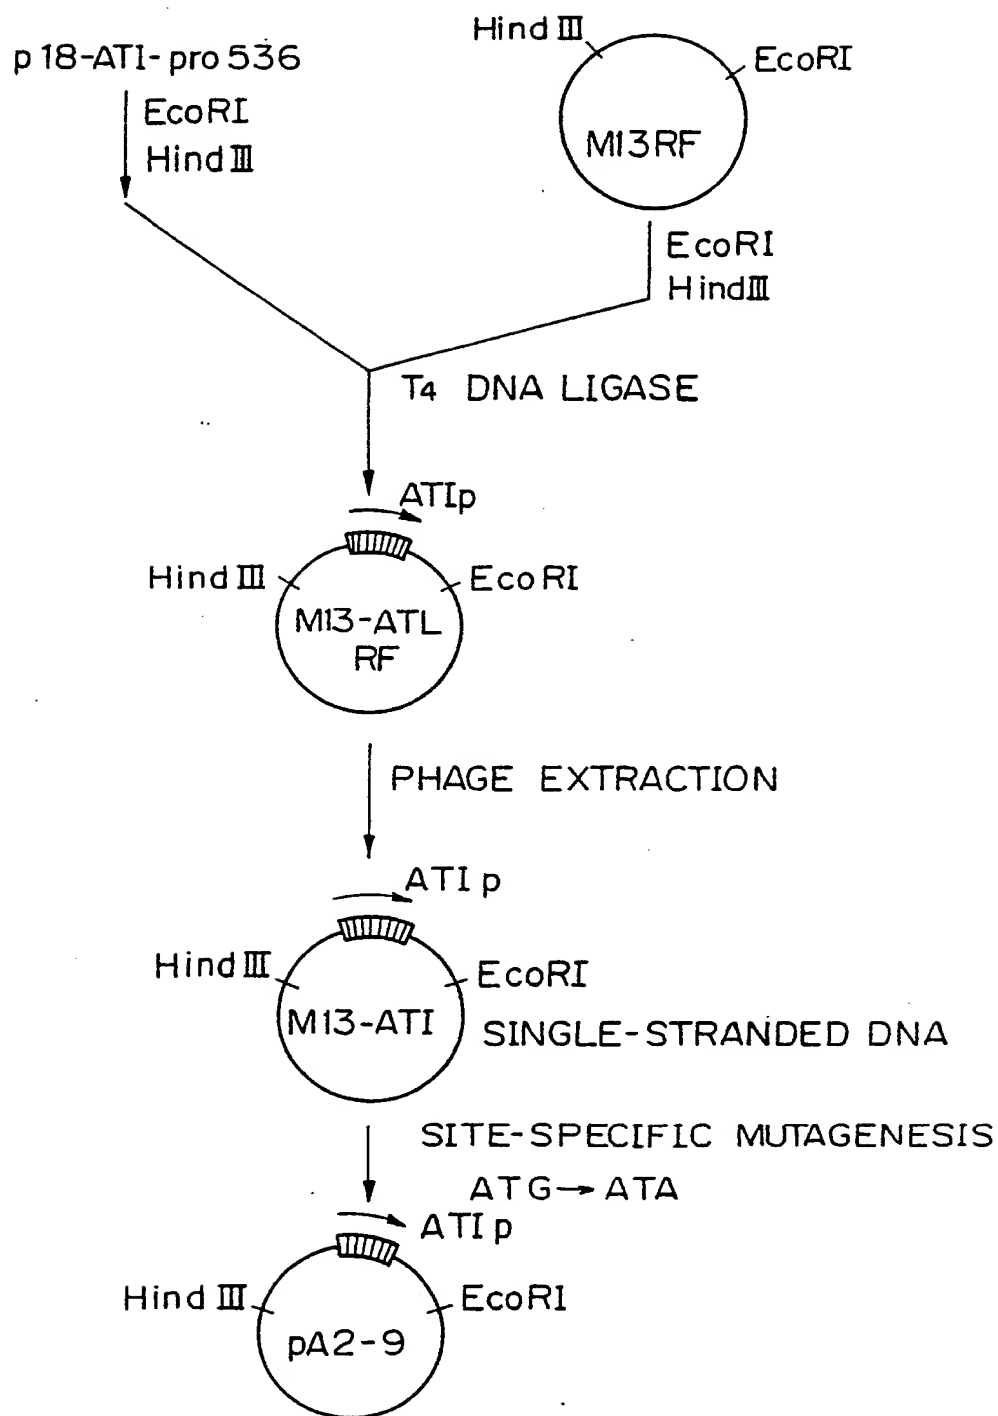 p 18-ATI-pro 536
EcoRI
Hind III
Hind III
EcoRI
M13RF
EcoRI
Hind III
T4 DNA LIGASE
ATIp
Hind III
EcoRI
M13-ATL
RF
PHAGE EXTRACTION
ATI p
Hind III
EcoRI
M13-ATI
SINGLE-STRANDED DNA
SITE-SPECIFIC MUTAGENESIS
ATG→ATA
ATI p
Hind III
EcoRI
pA2-9